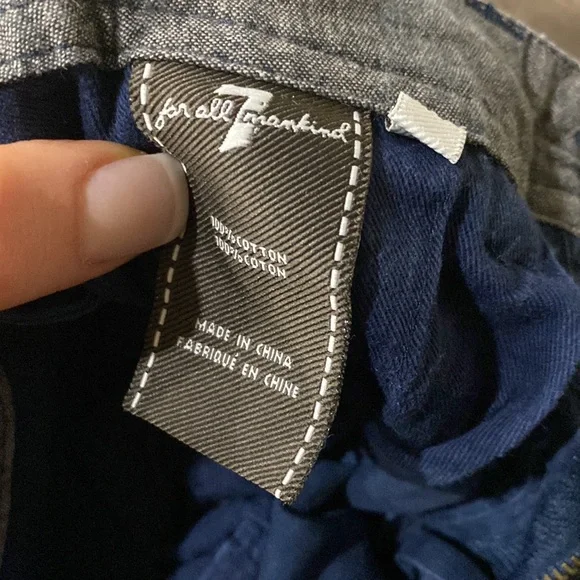 for all 7 mankind
100% COTTON
100% COTON
MADE IN CHINA
FABRIQUÉ EN CHINE